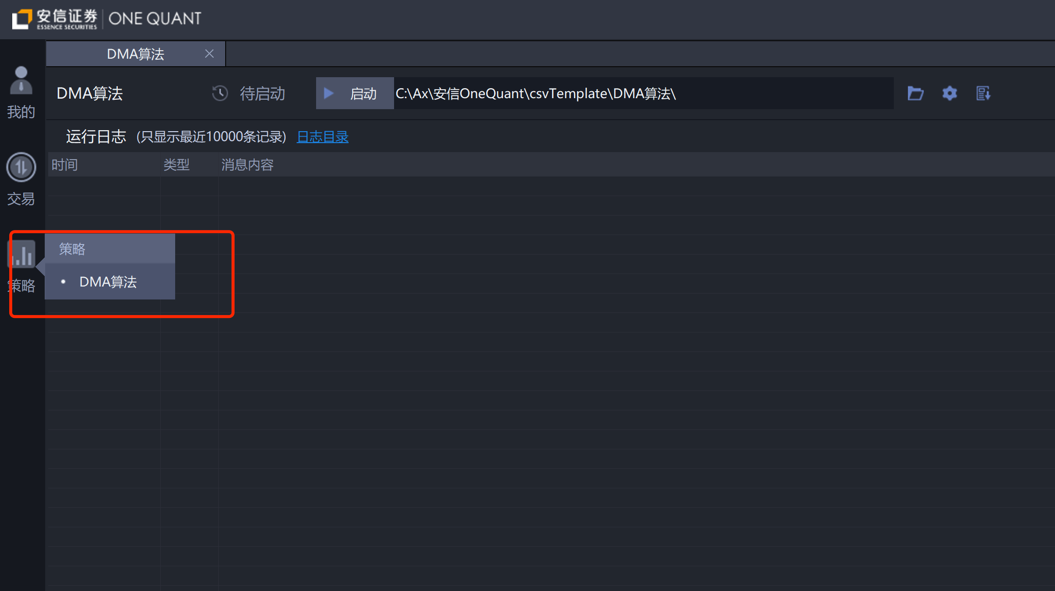 安信证券 ONE QUANT
ESSENCE SECURITIES
DMA算法
DMA算法 待启动 启动 C:\Ax\安信OneQuant\csvTemplate\DMA算法\
我的
运行日志 (只显示最近10000条记录) 日志目录
时间 类型 消息内容
交易
策略
策略
• DMA算法